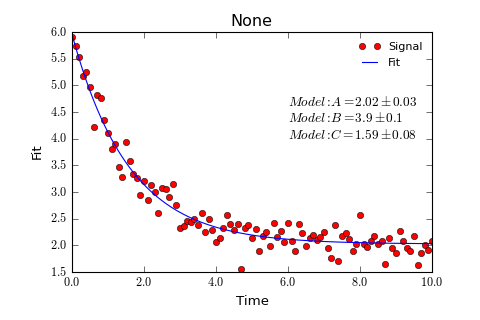 None
6.0
5.5
5.0
4.5
4.0
3.5
3.0
2.5
2.0
1.5
Fit
Signal
Fit
Model : A = 2.02 ± 0.03
Model : B = 3.9 ± 0.1
Model : C = 1.59 ± 0.08
0.0 2.0 4.0 6.0 8.0 10.0
Time